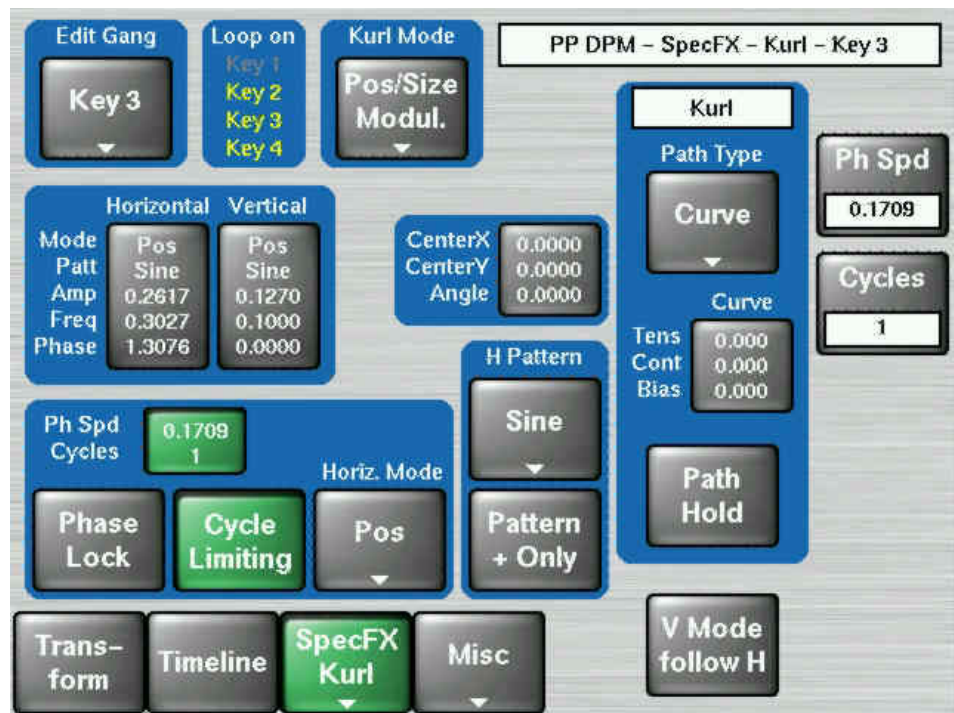 Edit Gang
Key 3
Loop on
Key 1
Key 2
Key 3
Key 4
Kurl Mode
Pos/Size
Modul.
PP DPM – SpecFX – Kurl – Key 3
Horizontal Vertical
Mode Pos Pos
Patt Sine Sine
Amp 0.2617 0.1270
Freq 0.3027 0.1000
Phase 1.3076 0.0000
CenterX 0.0000
CenterY 0.0000
Angle 0.0000
Kurl
Path Type
Curve
Curve
Tens 0.000
Cont 0.000
Bias 0.000
Path
Hold
Ph Spd
0.1709
Cycles
1
Ph Spd 0.1709
Cycles 1
Phase
Lock
Cycle
Limiting
Horiz. Mode
Pos
H Pattern
Sine
Pattern
+ Only
Trans–
form
Timeline
SpecFX
Kurl
Misc
V Mode
follow H